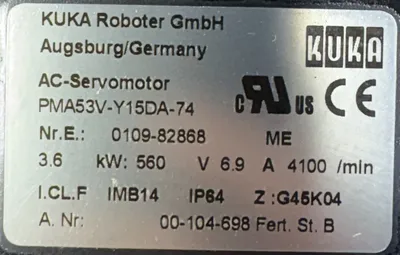 KUKA Roboter GmbH
Augsburg/Germany
KUKA
AC-Servomotor
PMA53V-Y15DA-74
c RU us CE
Nr.E.: 0109-82868 ME
3.6 kW: 560 V 6.9 A 4100 /min
I.CL.F IMB14 IP64 Z :G45K04
A. Nr: 00-104-698 Fert. St. B